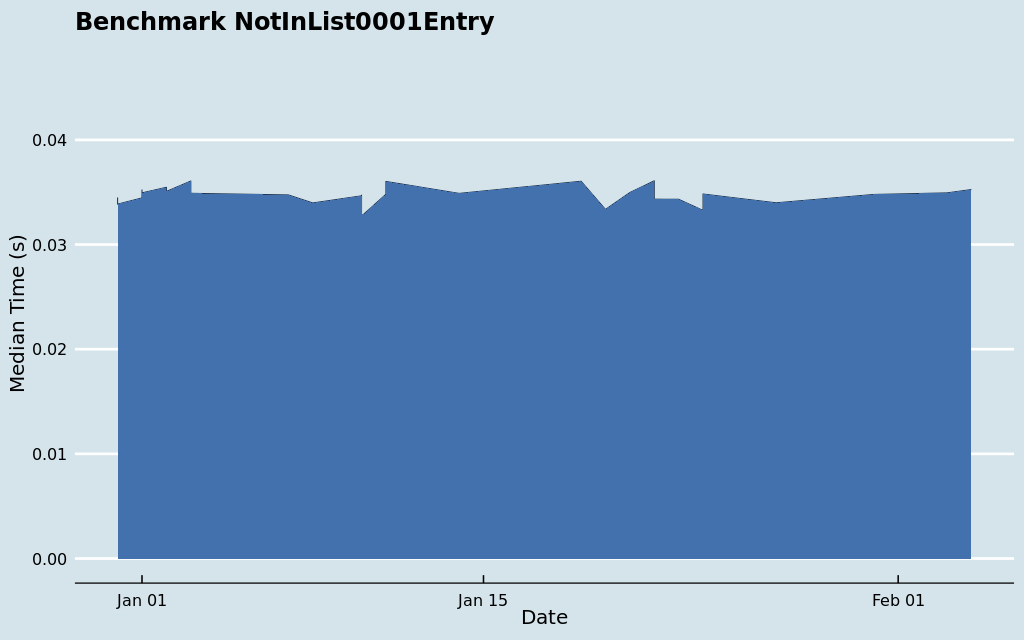 Benchmark NotInList0001Entry
0.04
0.03
0.02
0.01
0.00
Median Time (s)
Jan 01
Jan 15
Feb 01
Date